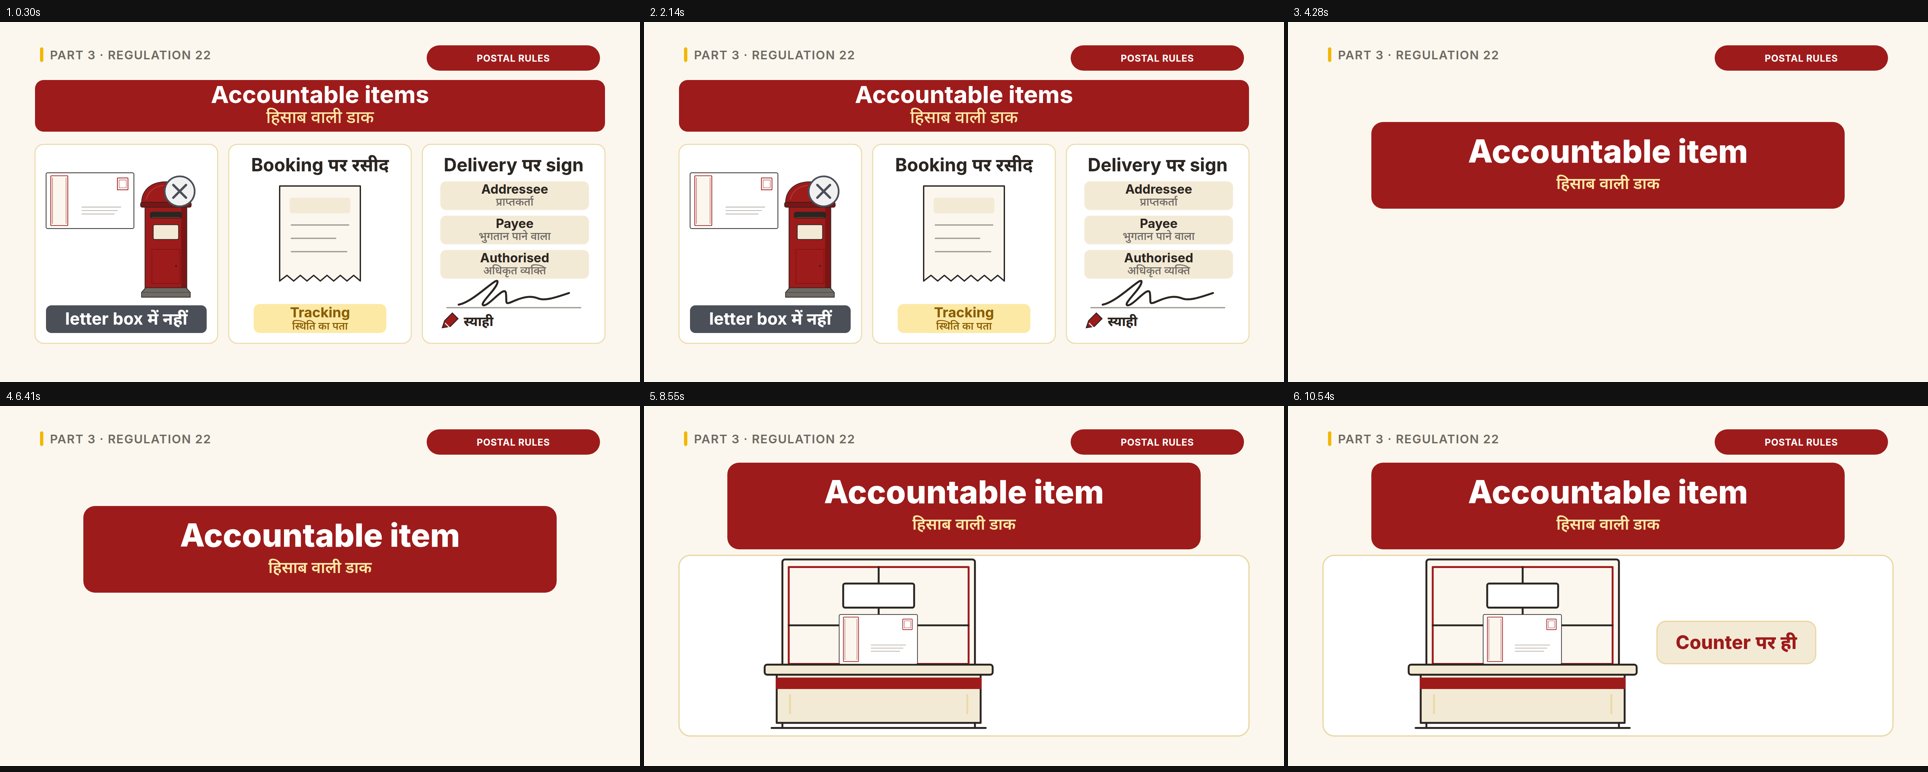 1. 0.30s
PART 3 · REGULATION 22
POSTAL RULES
Accountable items
हिसाब वाली डाक
letter box में नहीं
Booking पर रसीद
Tracking
स्थिति का पता
Delivery पर sign
Addressee
प्राप्तकर्ता
Payee
भुगतान पाने वाला
Authorised
अधिकृत व्यक्ति
स्याही
2. 2.14s
PART 3 · REGULATION 22
POSTAL RULES
Accountable items
हिसाब वाली डाक
letter box में नहीं
Booking पर रसीद
Tracking
स्थिति का पता
Delivery पर sign
Addressee
प्राप्तकर्ता
Payee
भुगतान पाने वाला
Authorised
अधिकृत व्यक्ति
स्याही
3. 4.28s
PART 3 · REGULATION 22
POSTAL RULES
Accountable item
हिसाब वाली डाक
4. 6.41s
PART 3 · REGULATION 22
POSTAL RULES
Accountable item
हिसाब वाली डाक
5. 8.55s
PART 3 · REGULATION 22
POSTAL RULES
Accountable item
हिसाब वाली डाक
6. 10.54s
PART 3 · REGULATION 22
POSTAL RULES
Accountable item
हिसाब वाली डाक
Counter पर ही